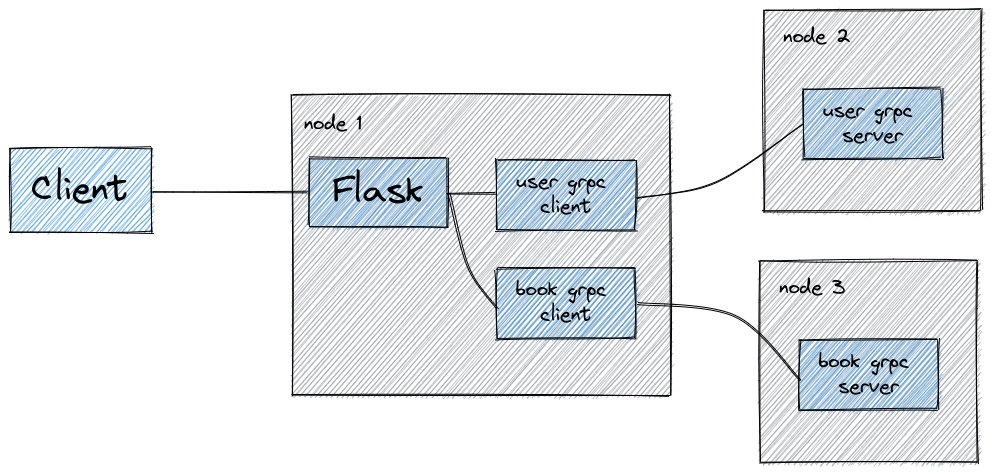 Client
node 1
Flask
user grpc
client
book grpc
client
node 2
user grpc
server
node 3
book grpc
server